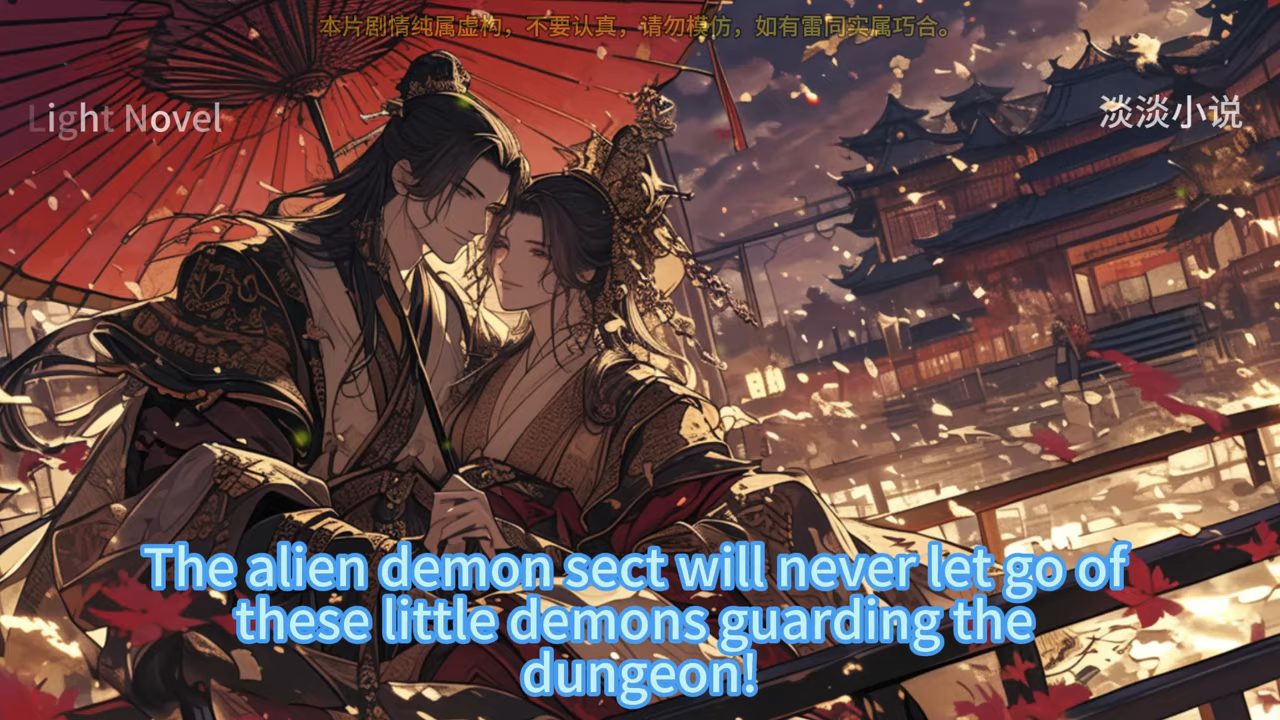 本片剧情纯属虚构，不要认真，请勿模仿，如有雷同实属巧合。
Light Novel
淡淡小说
The alien demon sect will never let go of
these little demons guarding the
dungeon!